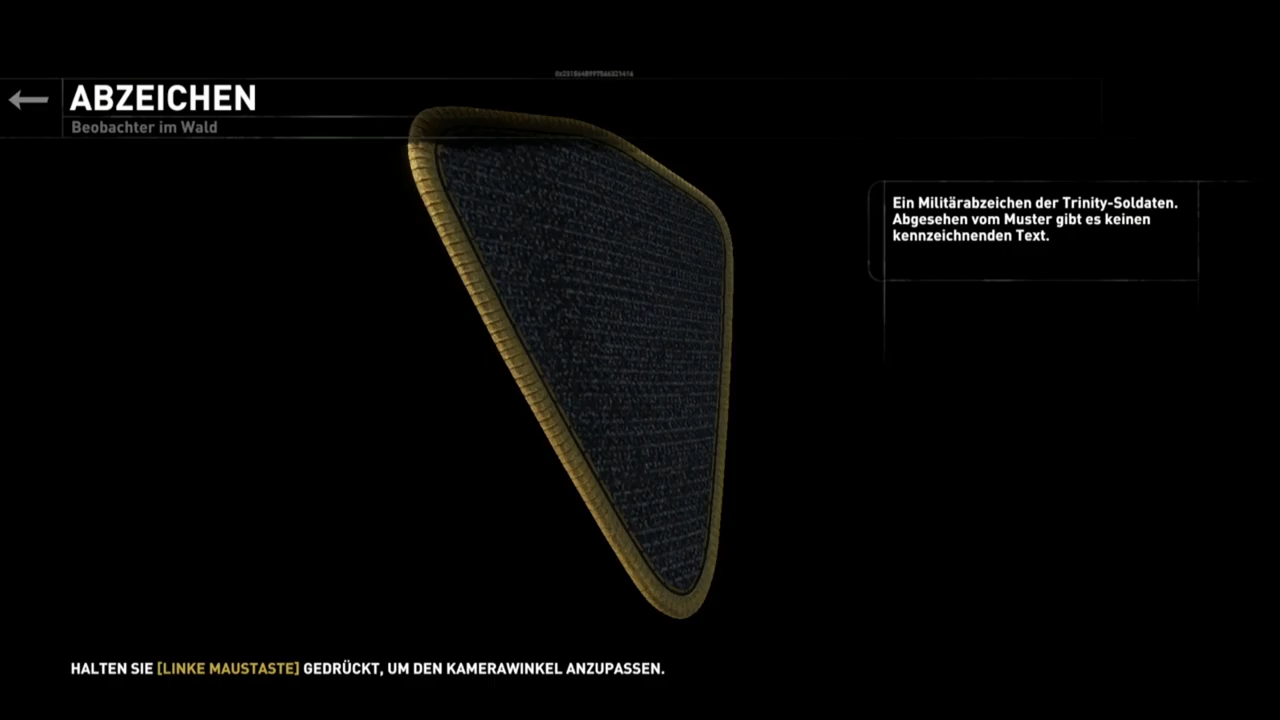 ABZEICHEN
Beobachter im Wald
Ein Militärabzeichen der Trinity-Soldaten.
Abgesehen vom Muster gibt es keinen
kennzeichnenden Text.
HALTEN SIE [LINKE MAUSTASTE] GEDRÜCKT, UM DEN KAMERAWINKEL ANZUPASSEN.